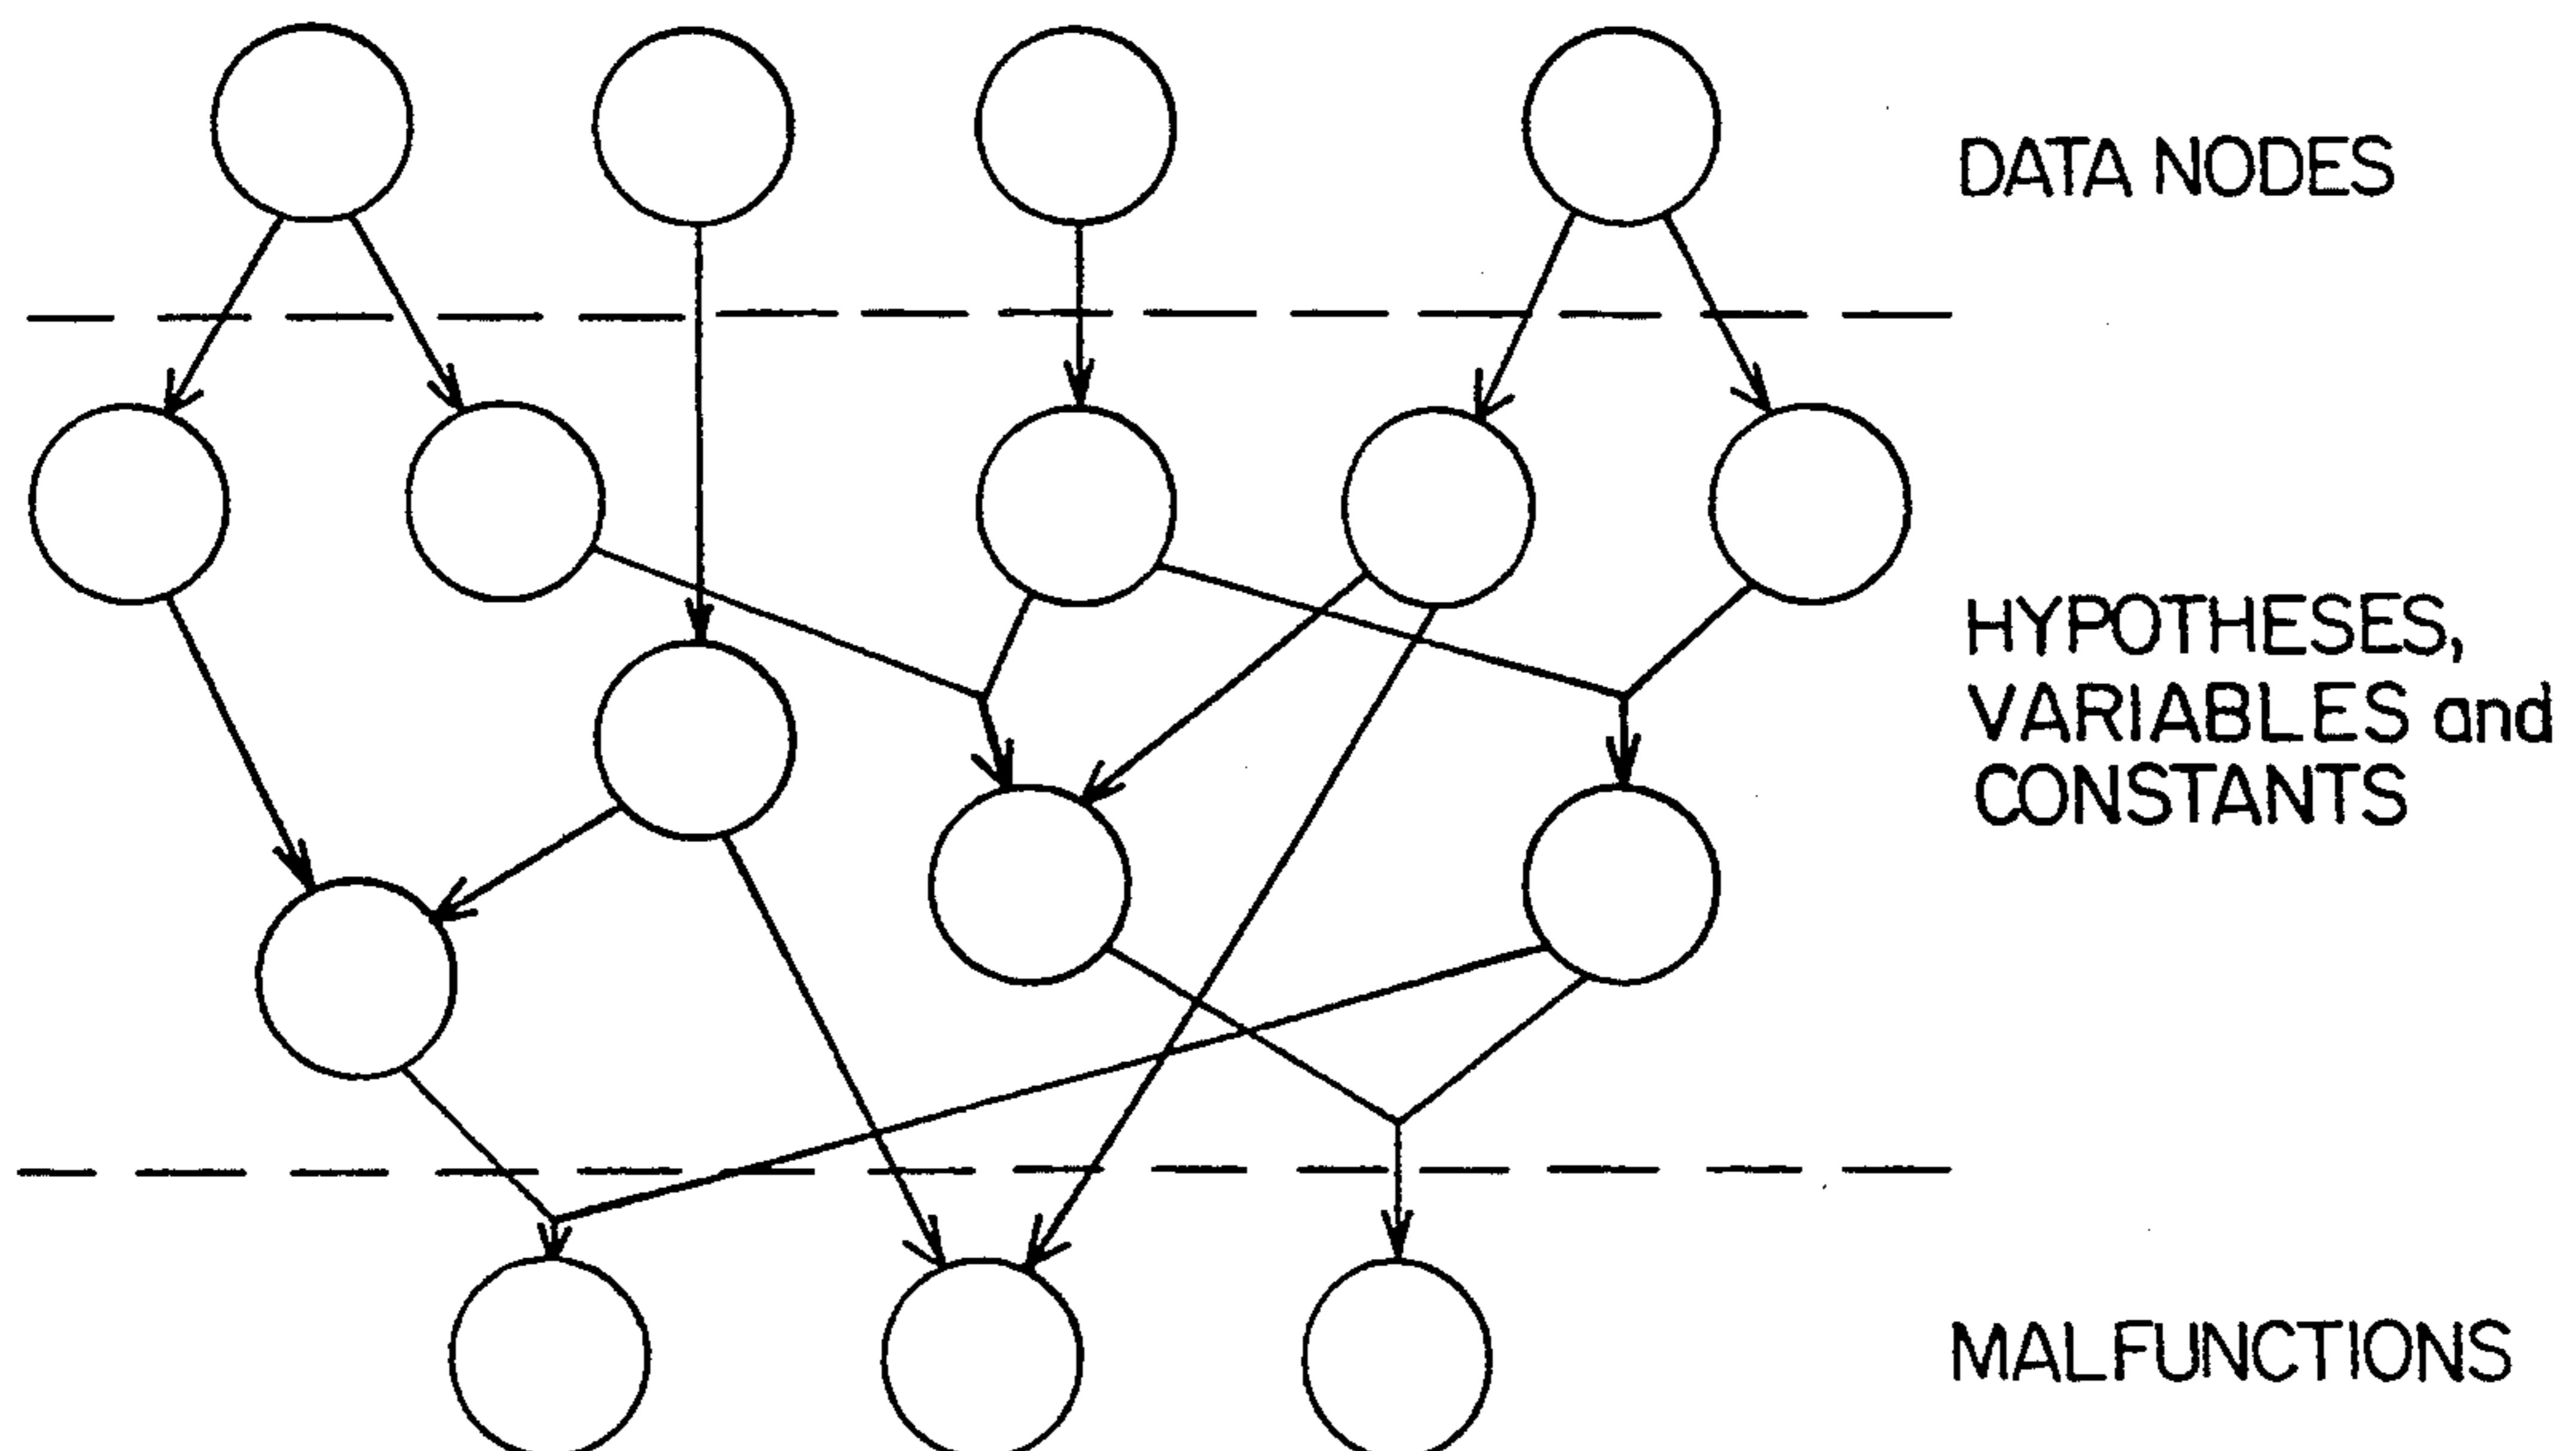 DATA NODES
HYPOTHESES,
VARIABLES and
CONSTANTS
MALFUNCTIONS